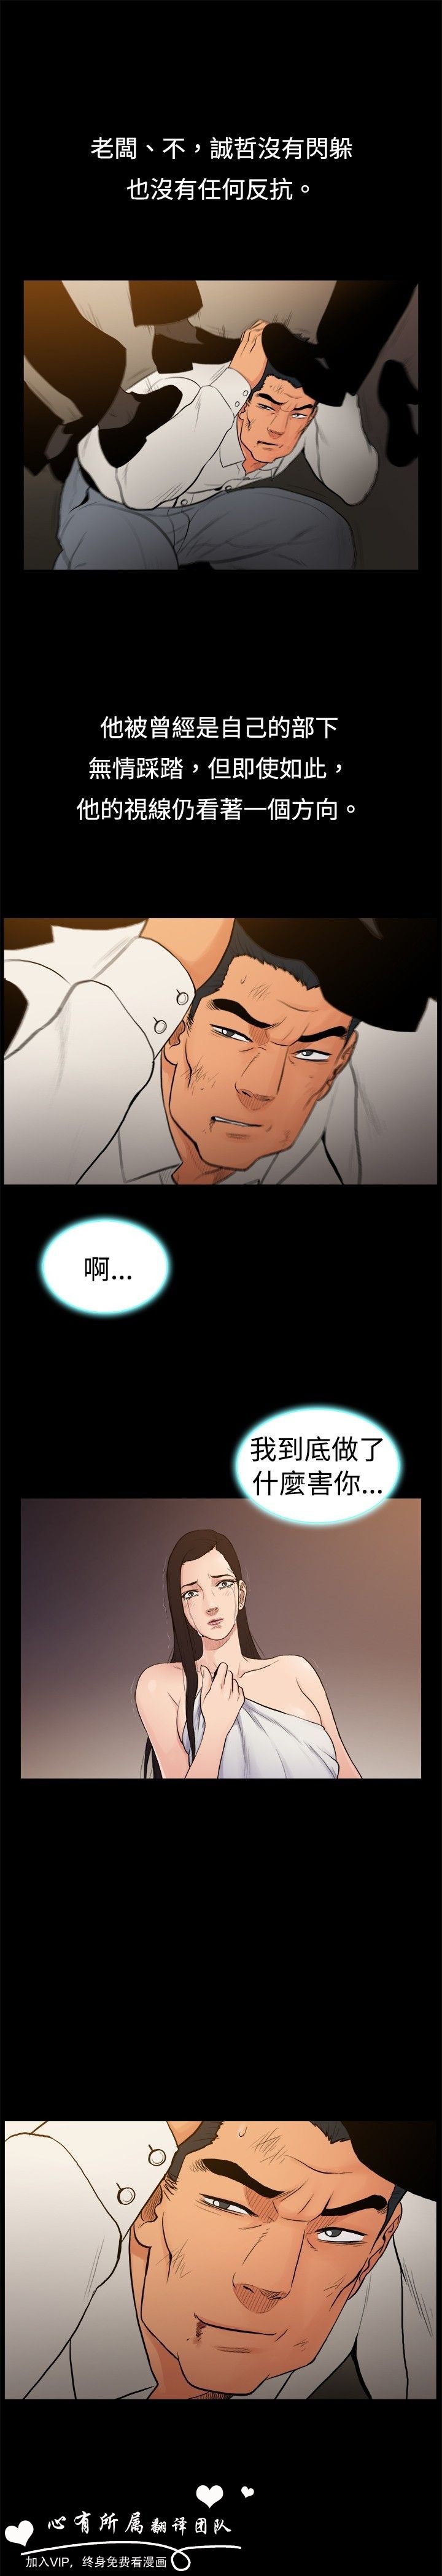 老闆、不，誠哲沒有閃躲
也沒有任何反抗。
他被曾經是自己的部下
無情踩踏，但即使如此，
他的視線仍看著一個方向。
啊...
我到底做了
什麼害你...
心有所属翻译团队
加入VIP，终身免费看漫画